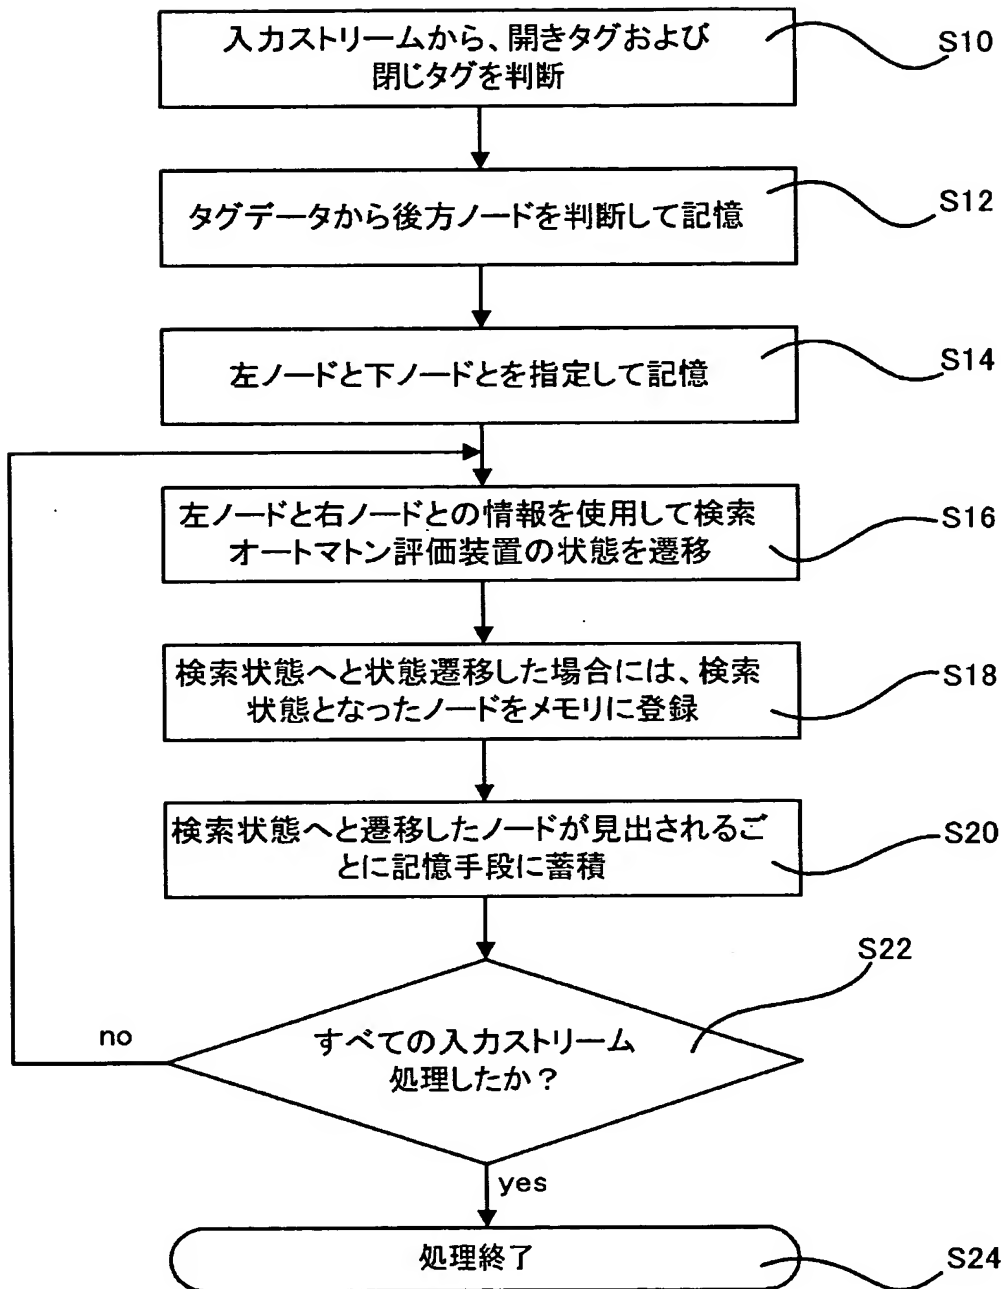 入力ストリームから、開きタグおよび
閉じタグを判断
S10
タグデータから後方ノードを判断して記憶
S12
左ノードと下ノードとを指定して記憶
S14
左ノードと右ノードとの情報を使用して検索
オートマトン評価装置の状態を遷移
S16
検索状態へと状態遷移した場合には、検索
状態となったノードをメモリに登録
S18
検索状態へと遷移したノードが見出されるご
とに記憶手段に蓄積
S20
S22
no
すべての入力ストリーム
処理したか？
yes
処理終了
S24